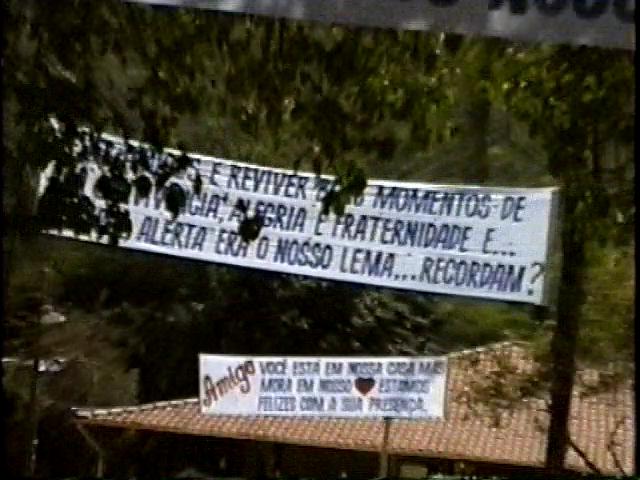 E REVIVER MOMENTOS DE
ALEGRIA E FRATERNIDADE E...
ALERTA ERA O NOSSO LEMA...RECORDAM?
Amigo VOCÊ ESTÁ EM NOSSA CASA MAS
MORA EM NOSSO ♥ ESTAMOS
FELIZES COM A SUA PRESENÇA.